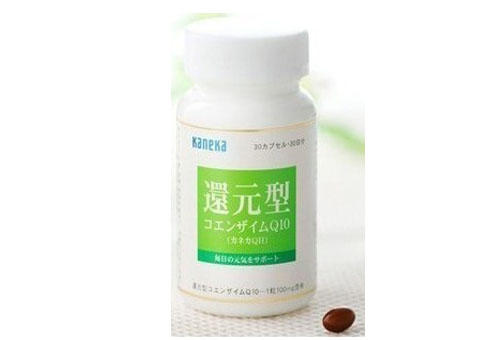 Kaneka
30カプセル・30日分
還元型
コエンザイムQ10
(カネカQH)
毎日の元気をサポート
還元型コエンザイムQ10…1粒100mg含有